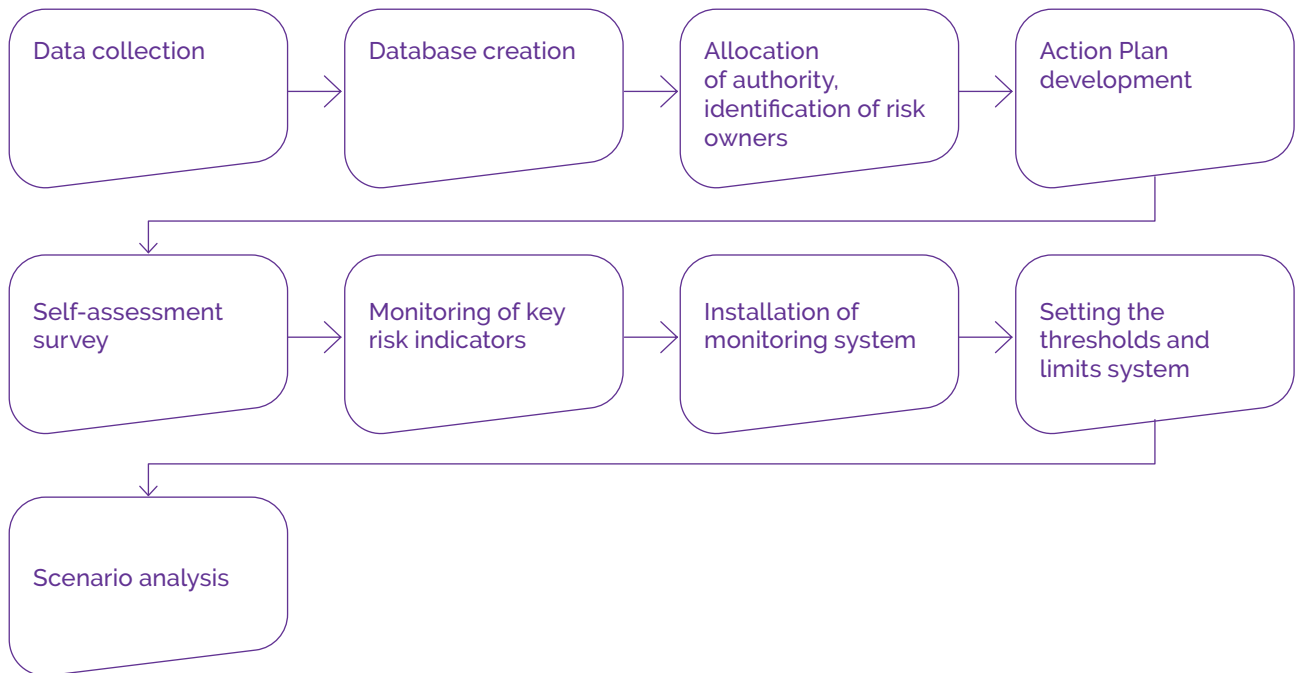 Data collection
Database creation
Allocation
of authority,
identification of risk
owners
Action Plan
development
Self-assessment
survey
Monitoring of key
risk indicators
Installation of
monitoring system
Setting the
thresholds and
limits system
Scenario analysis